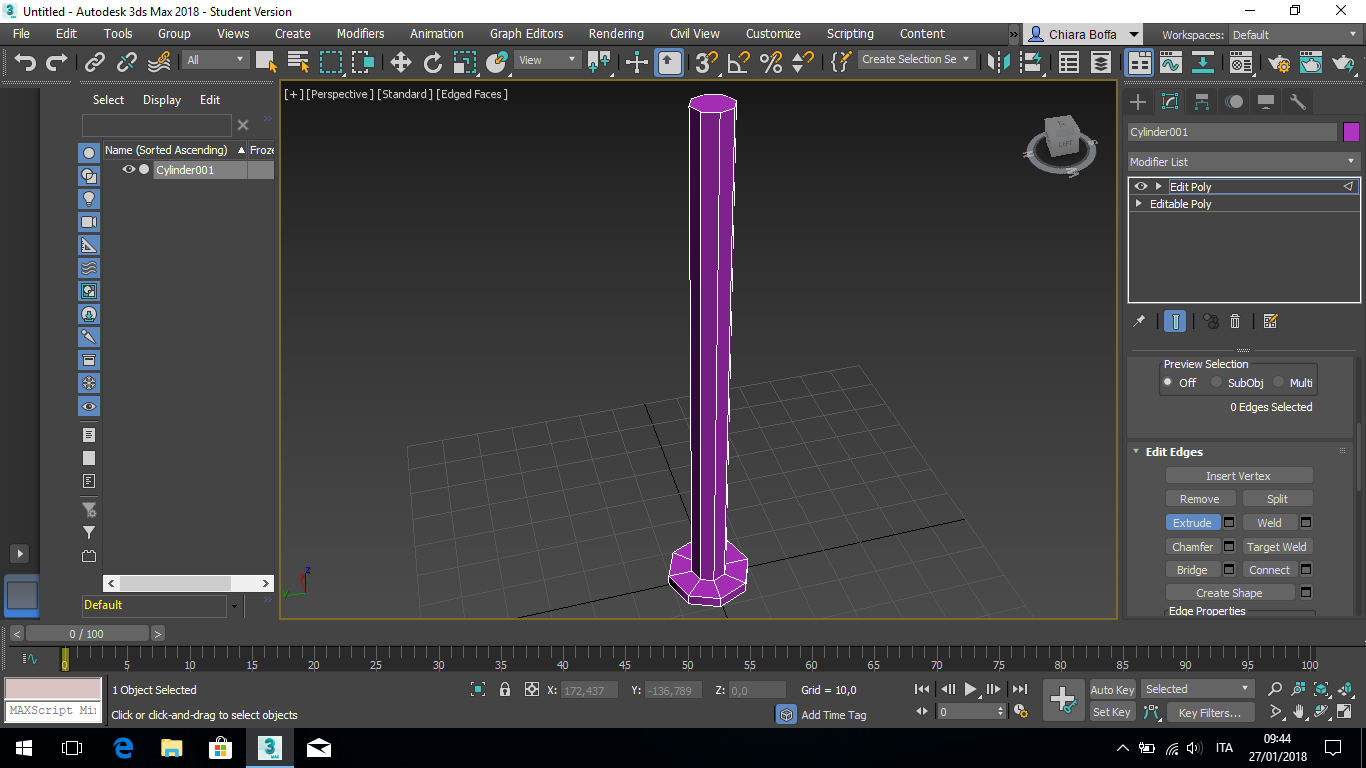 Untitled - Autodesk 3ds Max 2018 - Student Version
File Edit Tools Group Views Create Modifiers Animation Graph Editors Rendering Civil View Customize Scripting Content » Chiara Boffa Workspaces: Default
All View Create Selection Se
Select Display Edit
[+] [Perspective] [Standard] [Edged Faces]
Name (Sorted Ascending) Froze
Cylinder001
Cylinder001
Modifier List
Edit Poly
Editable Poly
Preview Selection
Off SubObj Multi
0 Edges Selected
Edit Edges
Insert Vertex
Remove Split
Extrude Weld
Chamfer Target Weld
Bridge Connect
Create Shape
Edge Properties
Default
0 / 100
0 5 10 15 20 25 30 35 40 45 50 55 60 65 70 75 80 85 90 95 100
1 Object Selected X: 172,437 Y: -136,789 Z: 0,0 Grid = 10,0 Auto Key Selected
MAXScript Mi Click or click-and-drag to select objects Add Time Tag 0 Set Key Key Filters...
ITA
09:44
27/01/2018